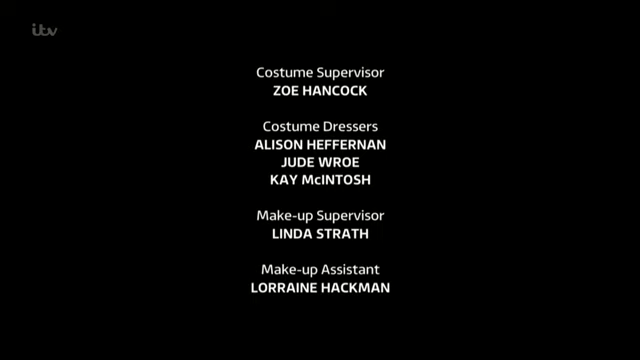 itv
Costume Supervisor
ZOE HANCOCK
Costume Dressers
ALISON HEFFERNAN
JUDE WROE
KAY McINTOSH
Make-up Supervisor
LINDA STRATH
Make-up Assistant
LORRAINE HACKMAN